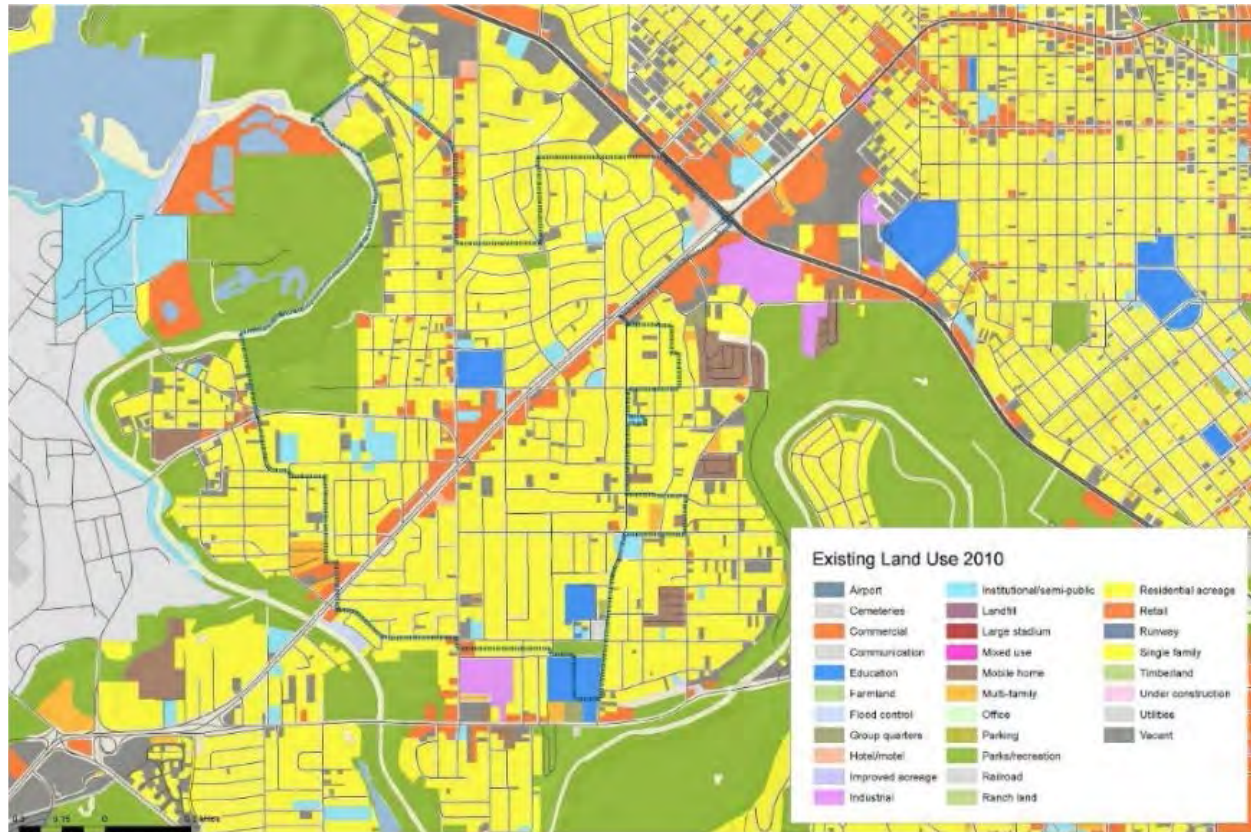 Existing Land Use 2010
Airport
Cemeteries
Commercial
Communication
Education
Farmland
Flood control
Group quarters
Hotel/motel
Improved acreage
Industrial
Institutional/semi-public
Landfill
Large stadium
Mixed use
Mobile home
Multi-family
Office
Parking
Parks/recreation
Railroad
Ranch land
Residential acreage
Retail
Runway
Single family
Timberland
Under construction
Utilities
Vacant
0
Miles